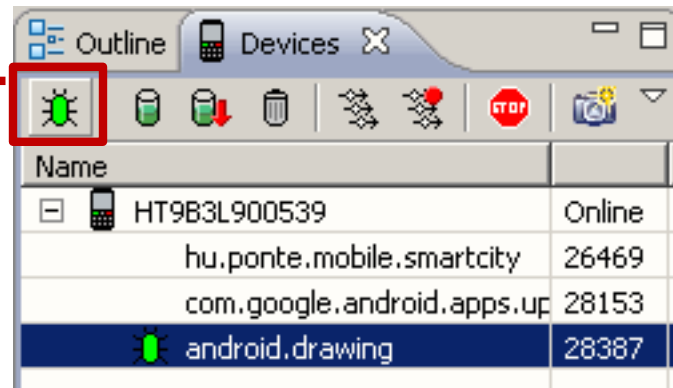 Outline Devices
STOP
Name
HT9B3L900539 Online
hu.ponte.mobile.smartcity 26469
com.google.android.apps.up 28153
android.drawing 28387